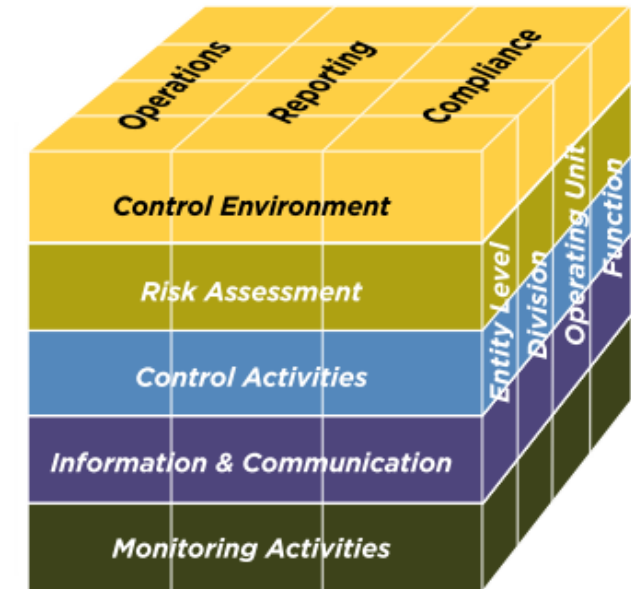 Operations
Reporting
Compliance
Control Environment
Risk Assessment
Control Activities
Information & Communication
Monitoring Activities
Entity Level
Division
Operating Unit
Function